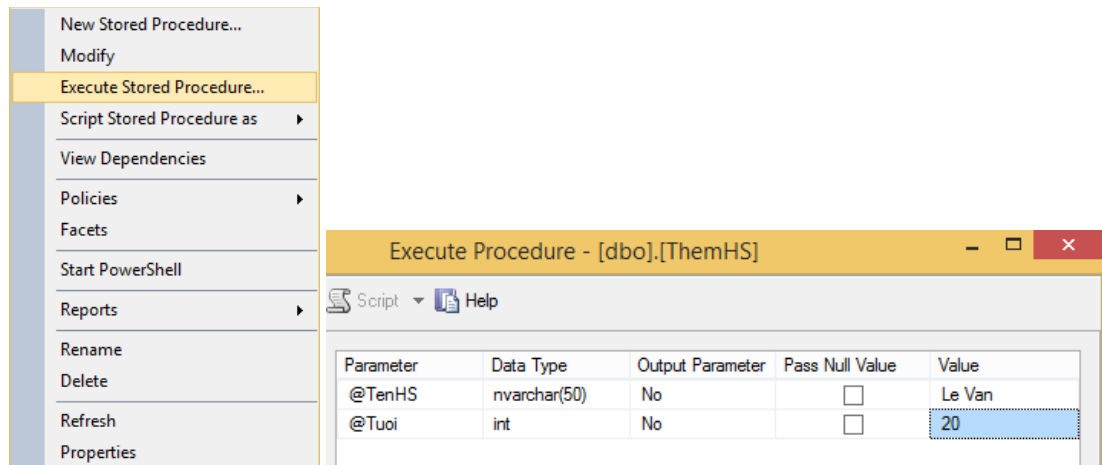 New Stored Procedure...
Modify
Execute Stored Procedure...
Script Stored Procedure as
View Dependencies
Policies
Facets
Start PowerShell
Reports
Rename
Delete
Refresh
Properties
Execute Procedure - [dbo].[ThemHS]
Script Help
Parameter Data Type Output Parameter Pass Null Value Value
@TenHS nvarchar(50) No Le Van
@Tuoi int No 20